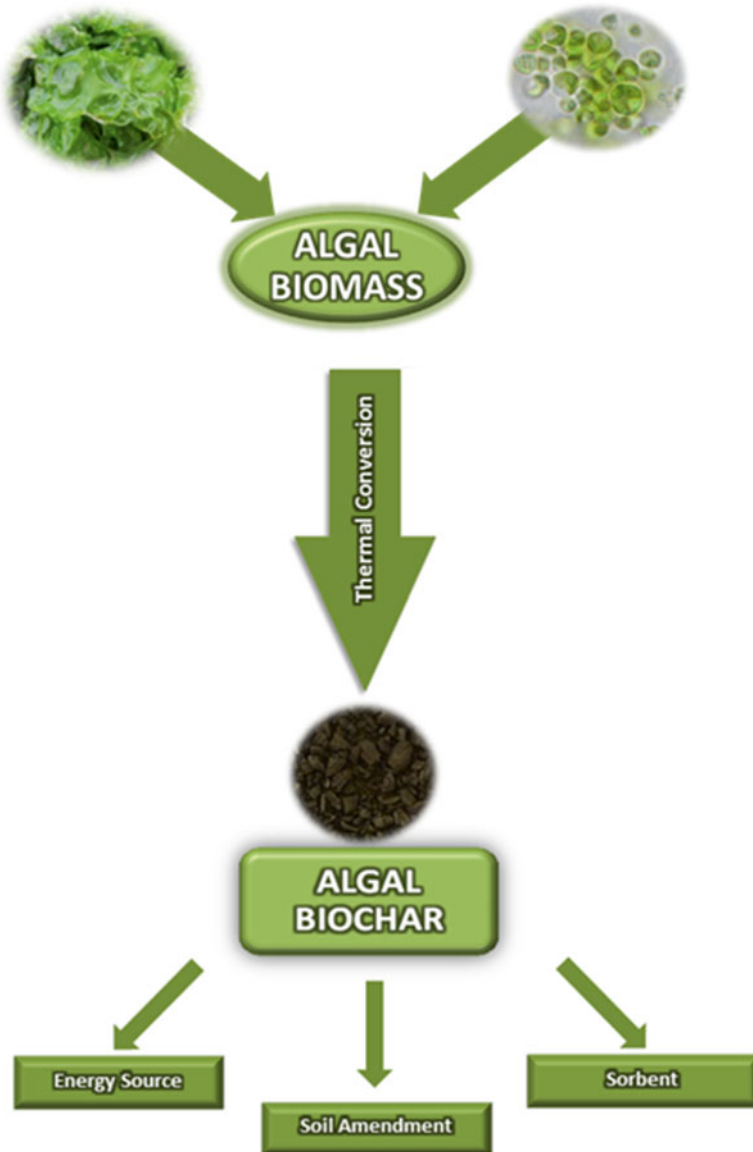 ALGAL
BIOMASS
Thermal Conversion
ALGAL
BIOCHAR
Energy Source
Soil Amendment
Sorbent